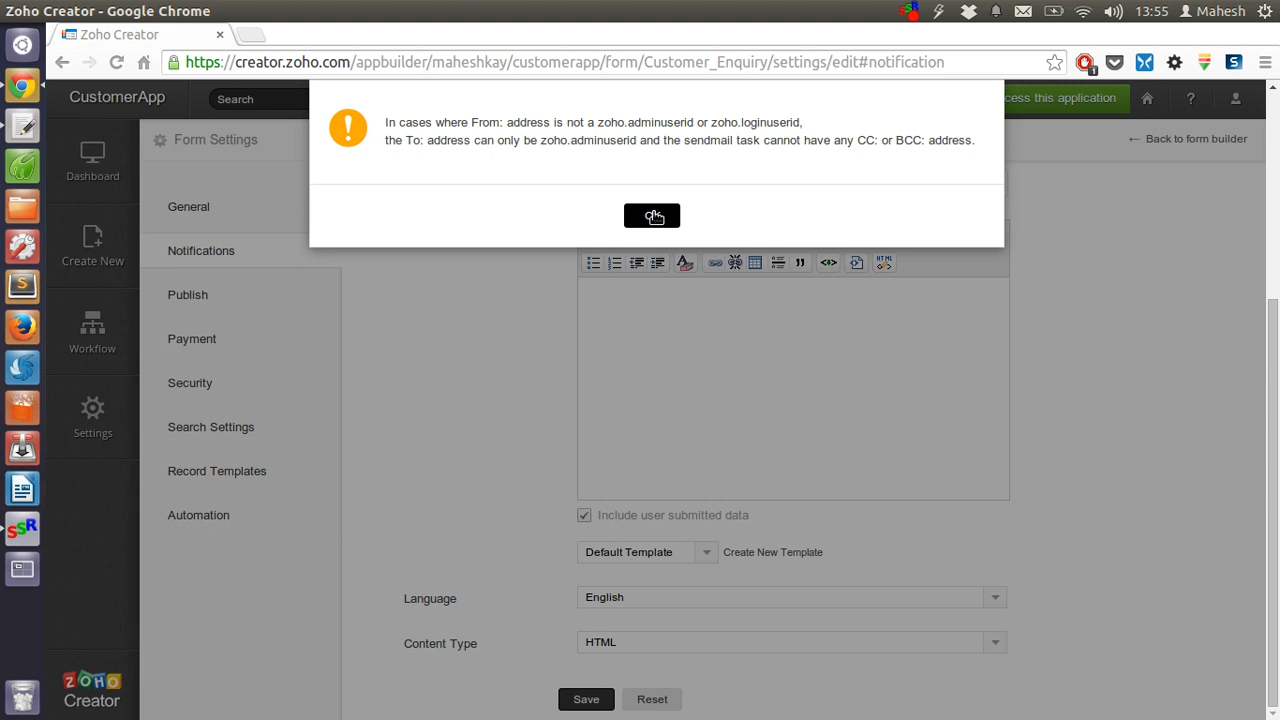 Zoho Creator - Google Chrome
13:55
Mahesh
Zoho Creator
https://creator.zoho.com/appbuilder/maheshkay/customerapp/form/Customer_Enquiry/settings/edit#notification
1
CustomerApp
Search
cess this application
?
In cases where From: address is not a zoho.adminuserid or zoho.loginuserid,
the To: address can only be zoho.adminuserid and the sendmail task cannot have any CC: or BCC: address.
Form Settings
← Back to form builder
Dashboard
Create New
Workflow
Settings
General
Notifications
Publish
Payment
Security
Search Settings
Record Templates
Automation
HTML
Include user submitted data
Default Template
Create New Template
Language
English
Content Type
HTML
Save
Reset
ZOHO
Creator
SSR